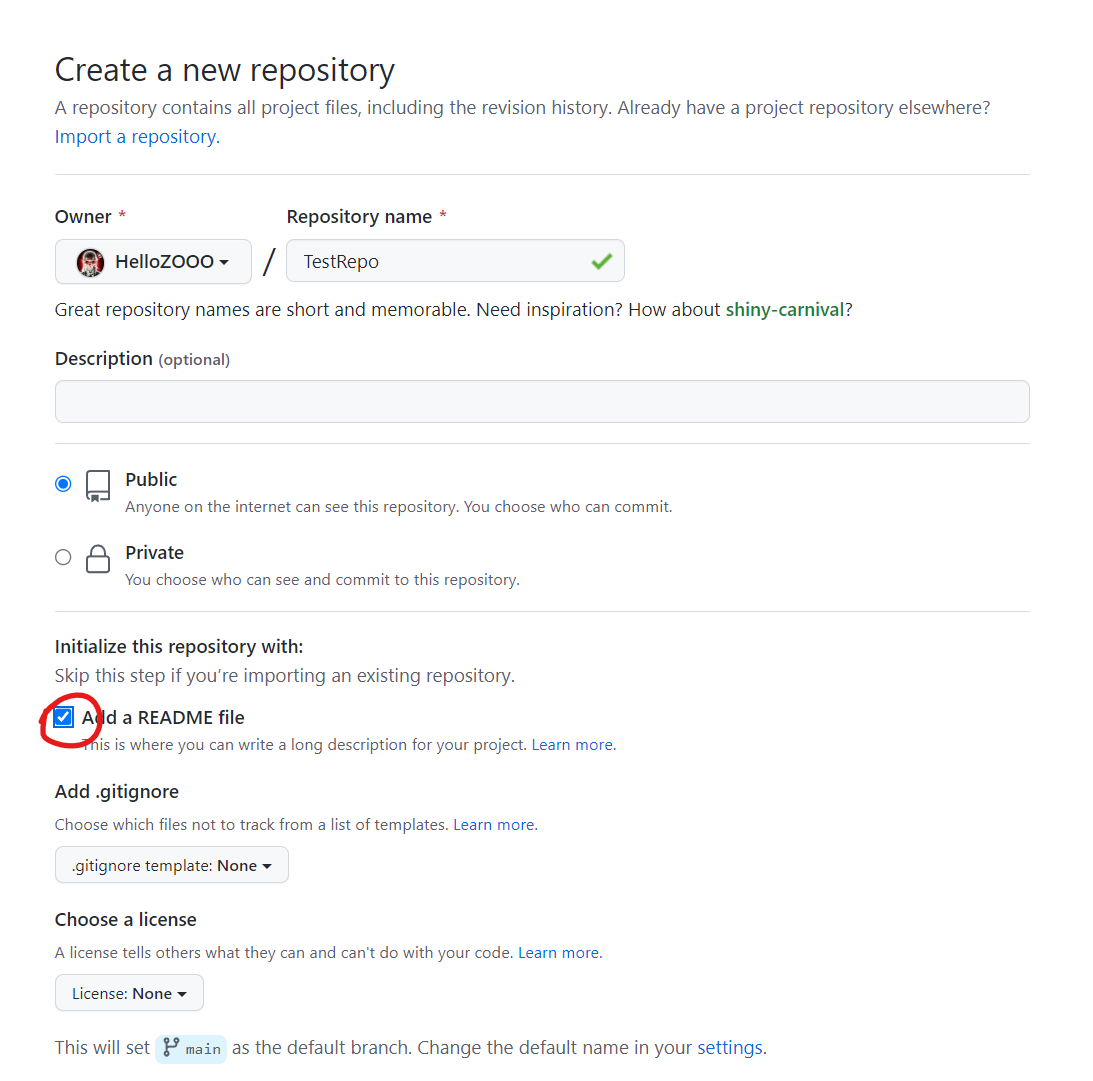 Create a new repository
A repository contains all project files, including the revision history. Already have a project repository elsewhere?
Import a repository.
Owner *
Repository name *
HelloZOOO / TestRepo
Great repository names are short and memorable. Need inspiration? How about shiny-carnival?
Description (optional)
Public
Anyone on the internet can see this repository. You choose who can commit.
Private
You choose who can see and commit to this repository.
Initialize this repository with:
Skip this step if you’re importing an existing repository.
Add a README file
This is where you can write a long description for your project. Learn more.
Add .gitignore
Choose which files not to track from a list of templates. Learn more.
.gitignore template: None
Choose a license
A license tells others what they can and can't do with your code. Learn more.
License: None
This will set main as the default branch. Change the default name in your settings.